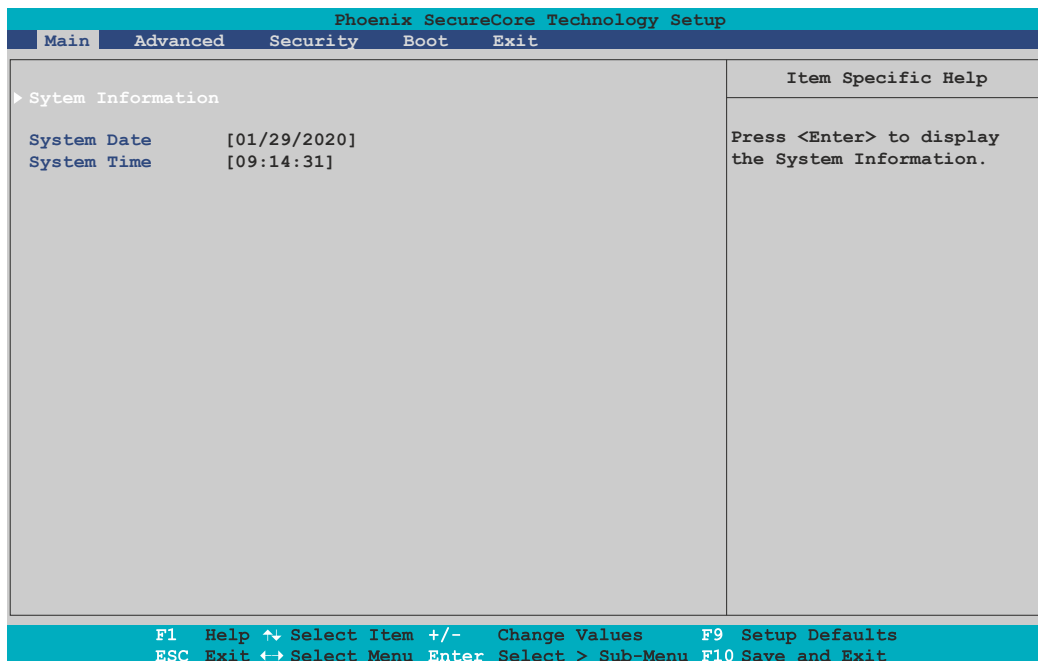 Phoenix SecureCore Technology Setup
Main Advanced Security Boot Exit
Sytem Information
System Date [01/29/2020]
System Time [09:14:31]
Item Specific Help
Press <Enter> to display
the System Information.
F1 Help ↑↓ Select Item +/- Change Values F9 Setup Defaults
ESC Exit ←→ Select Menu Enter Select > Sub-Menu F10 Save and Exit